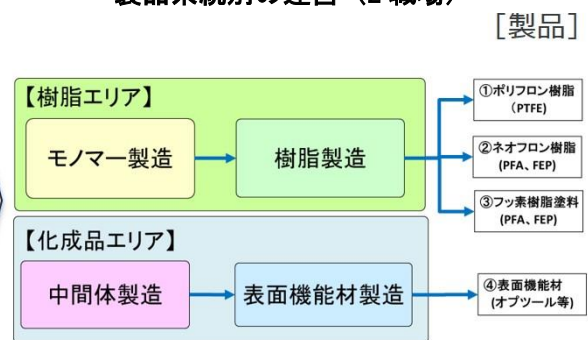 [製品]
【樹脂エリア】
モノマー製造
樹脂製造
①ポリフロン樹脂
(PTFE)
②ネオフロン樹脂
(PFA、FEP)
③フッ素樹脂塗料
(PFA、FEP)
【化成品エリア】
中間体製造
表面機能材製造
④表面機能材
(オプツール等)